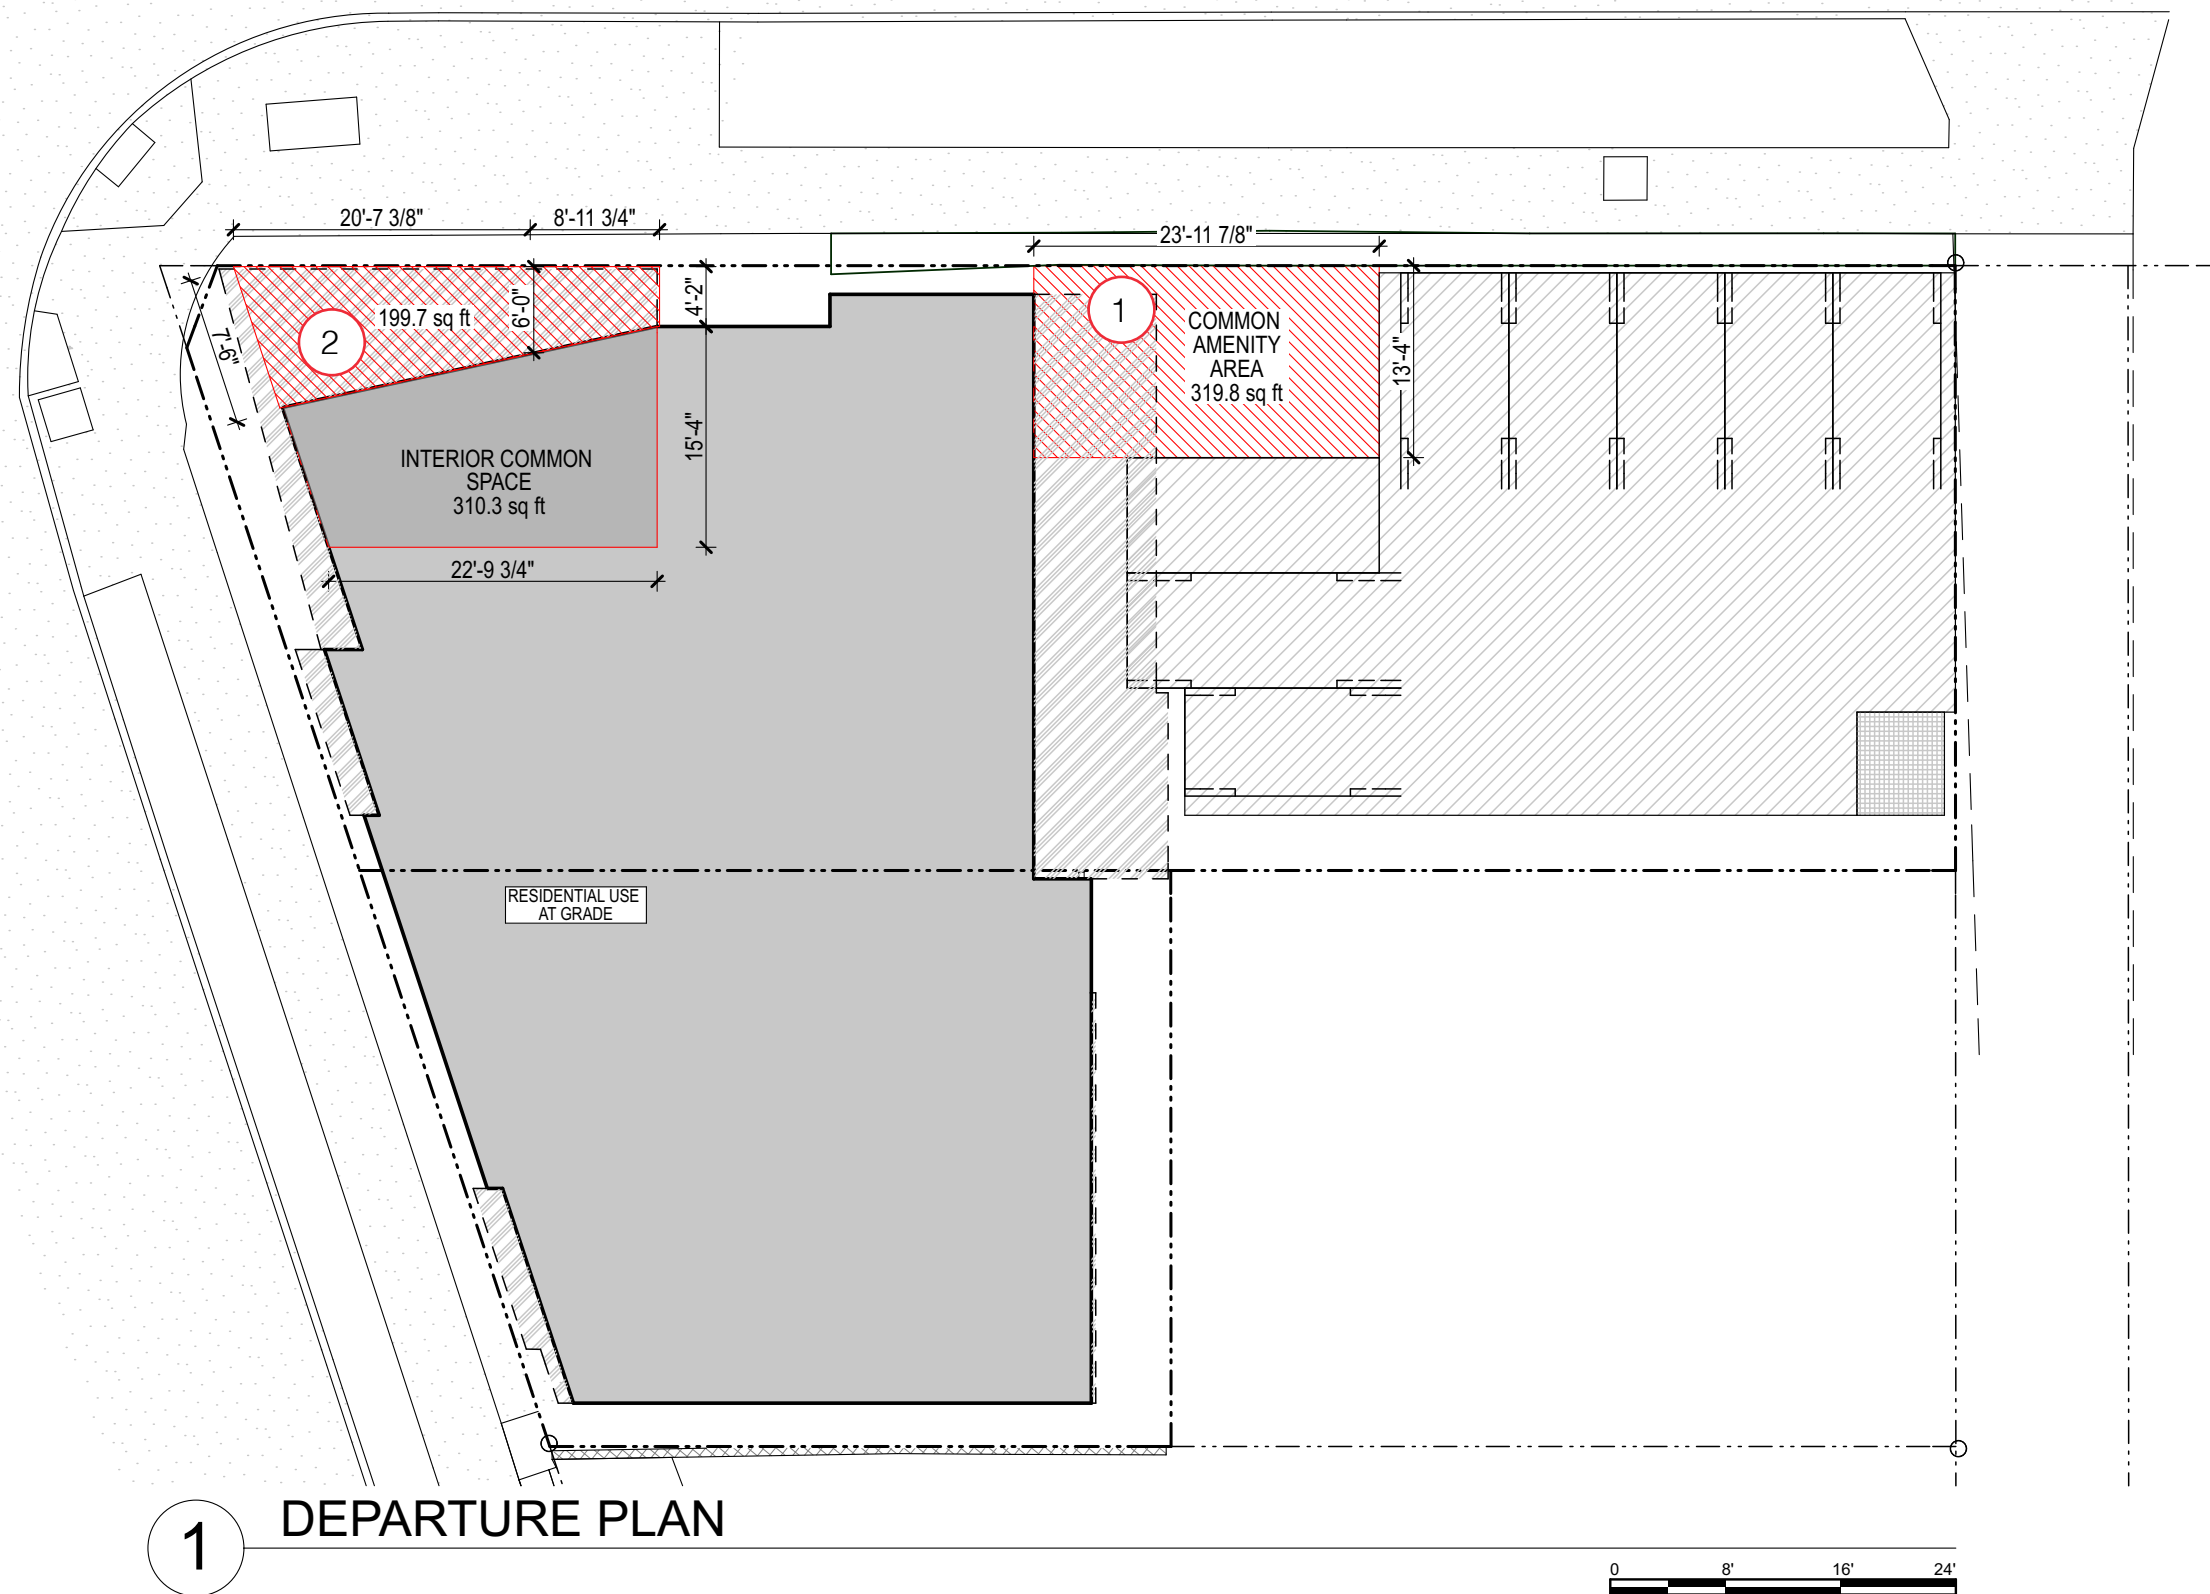 20'-7 3/8"
8'-11 3/4"
23'-11 7/8"
7'-6"
2
199.7 sq ft
6'-0"
4'-2"
1
COMMON
AMENITY
AREA
319.8 sq ft
13'-4"
INTERIOR COMMON
SPACE
310.3 sq ft
15'-4"
22'-9 3/4"
RESIDENTIAL USE
AT GRADE
1
DEPARTURE PLAN
0 8' 16' 24'